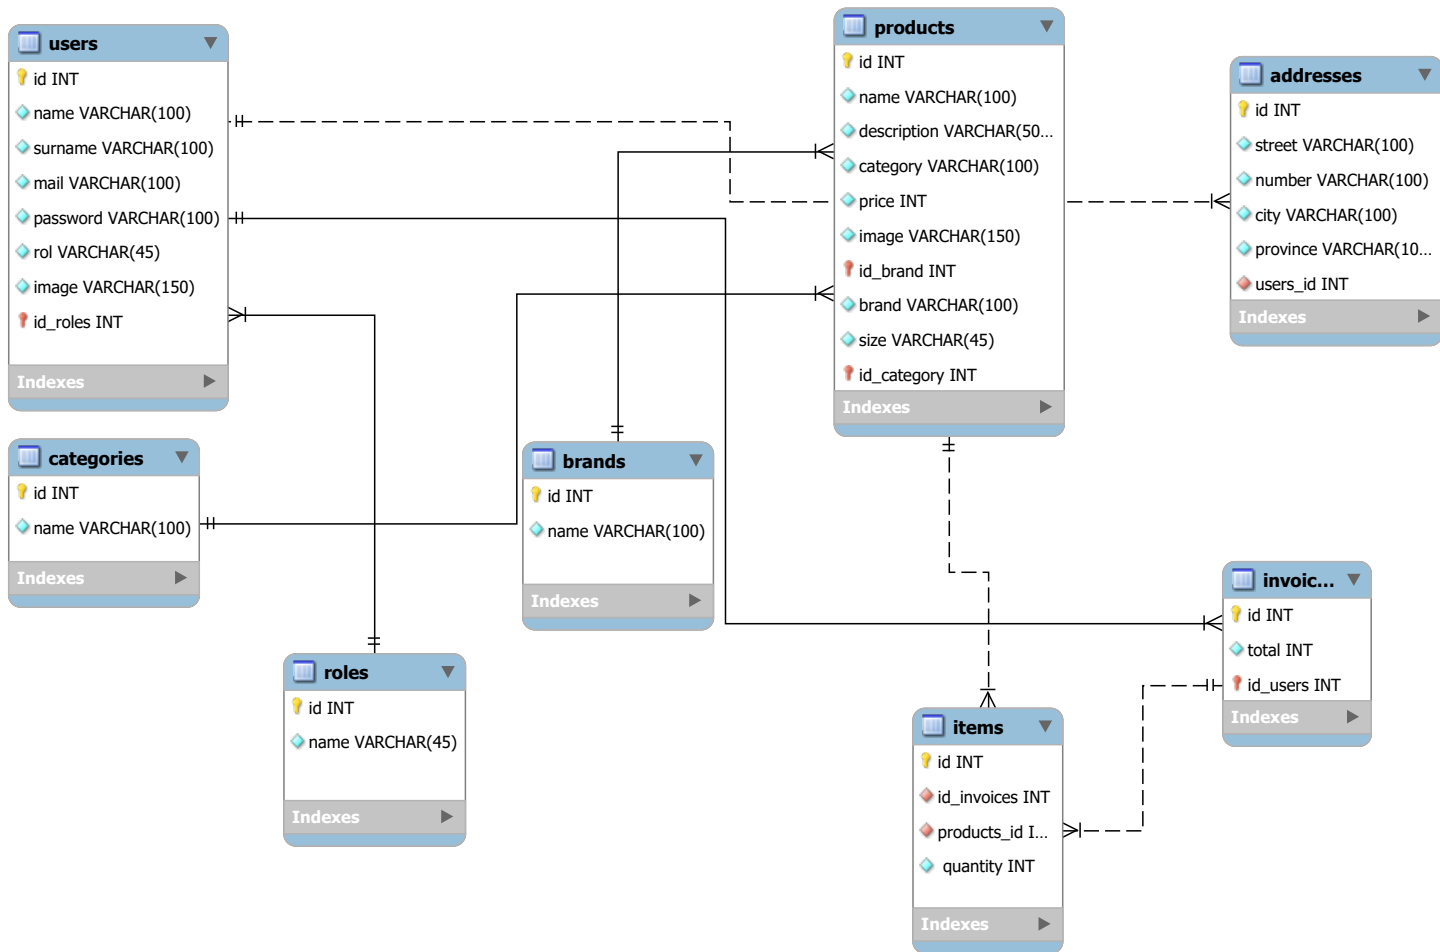 users
id INT
name VARCHAR(100)
surname VARCHAR(100)
mail VARCHAR(100)
password VARCHAR(100)
rol VARCHAR(45)
image VARCHAR(150)
id_roles INT
Indexes
products
id INT
name VARCHAR(100)
description VARCHAR(50...
category VARCHAR(100)
price INT
image VARCHAR(150)
id_brand INT
brand VARCHAR(100)
size VARCHAR(45)
id_category INT
Indexes
addresses
id INT
street VARCHAR(100)
number VARCHAR(100)
city VARCHAR(100)
province VARCHAR(10...
users_id INT
Indexes
categories
id INT
name VARCHAR(100)
Indexes
brands
id INT
name VARCHAR(100)
Indexes
roles
id INT
name VARCHAR(45)
Indexes
invoic...
id INT
total INT
id_users INT
Indexes
items
id INT
id_invoices INT
products_id I...
quantity INT
Indexes